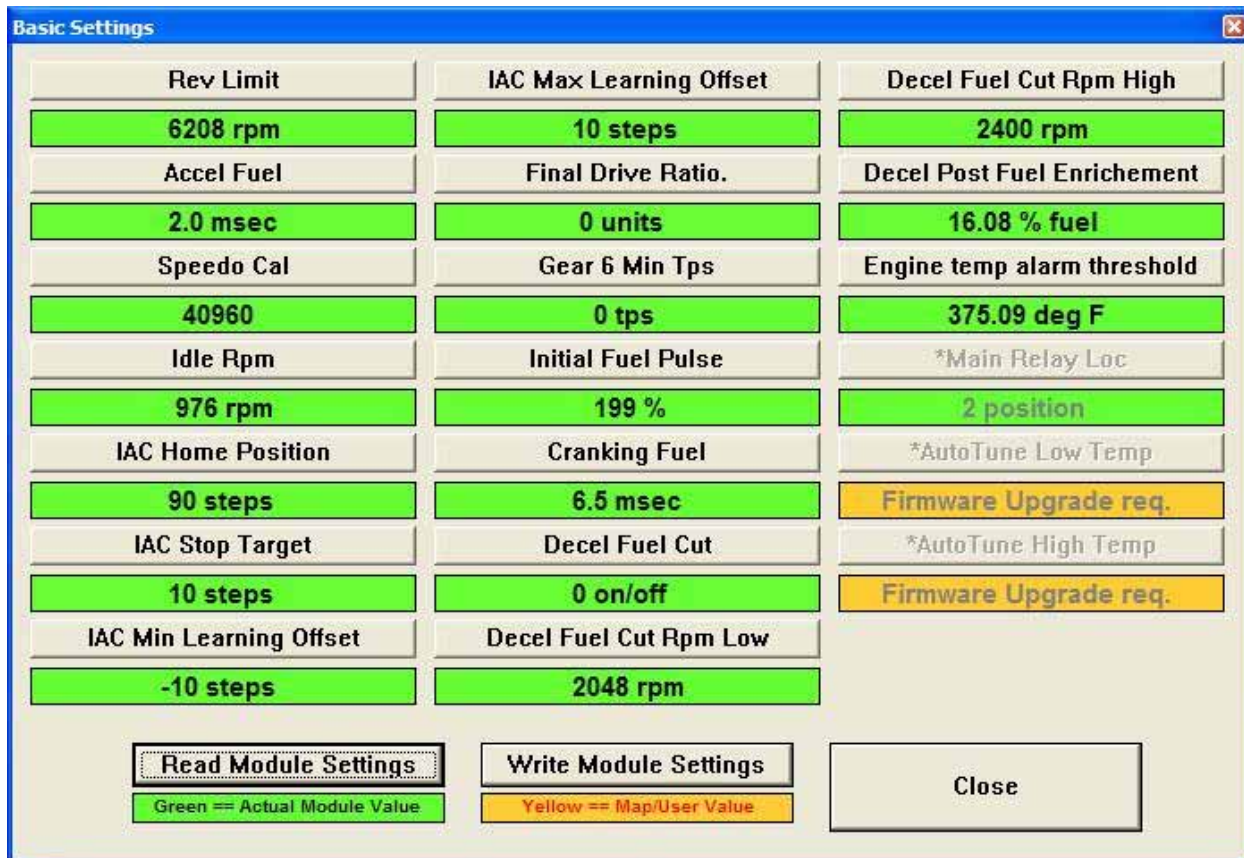 Basic Settings
Rev Limit
6208 rpm
Accel Fuel
2.0 msec
Speedo Cal
40960
Idle Rpm
976 rpm
IAC Home Position
90 steps
IAC Stop Target
10 steps
IAC Min Learning Offset
-10 steps
IAC Max Learning Offset
10 steps
Final Drive Ratio.
0 units
Gear 6 Min Tps
0 tps
Initial Fuel Pulse
199 %
Cranking Fuel
6.5 msec
Decel Fuel Cut
0 on/off
Decel Fuel Cut Rpm Low
2048 rpm
Decel Fuel Cut Rpm High
2400 rpm
Decel Post Fuel Enrichement
16.08 % fuel
Engine temp alarm threshold
375.09 deg F
*Main Relay Loc
2 position
*AutoTune Low Temp
Firmware Upgrade req.
*AutoTune High Temp
Firmware Upgrade req.
Read Module Settings
Green == Actual Module Value
Write Module Settings
Yellow == Map/User Value
Close